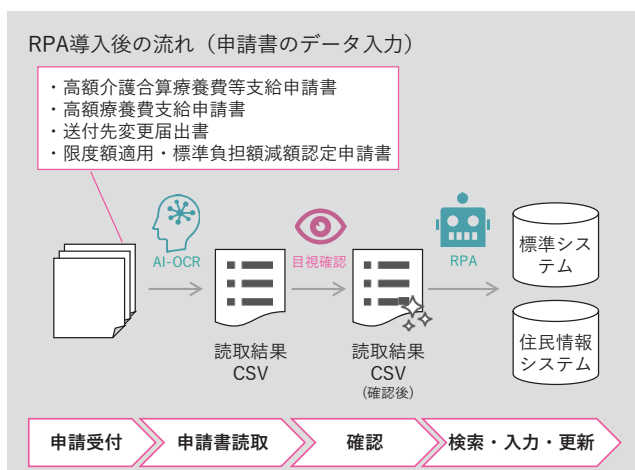 RPA導入後の流れ（申請書のデータ入力）
・高額介護合算療養費等支給申請書
・高額療養費支給申請書
・送付先変更届出書
・限度額適用・標準負担額減額認定申請書
AI-OCR
目視確認
RPA
標準シス
テム
読取結果
CSV
読取結果
CSV
(確認後)
住民情報
システム
申請受付
申請書読取
確認
検索・入力・更新